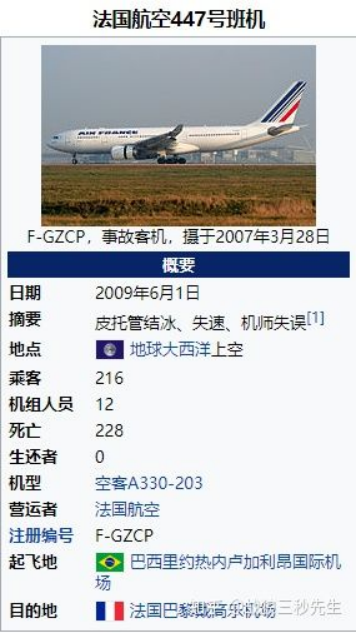 法国航空447号班机
AIR FRANCE
F-GZCP，事故客机，摄于2007年3月28日
概要
日期 2009年6月1日
摘要 皮托管结冰、失速、机师失误[1]
地点 地球大西洋上空
乘客 216
机组人员 12
死亡 228
生还者 0
机型 空客A330-203
营运者 法国航空
注册编号 F-GZCP
起飞地 巴西里约热内卢加利昂国际机
场
目的地 法国巴黎戴高乐机场
三秒先生